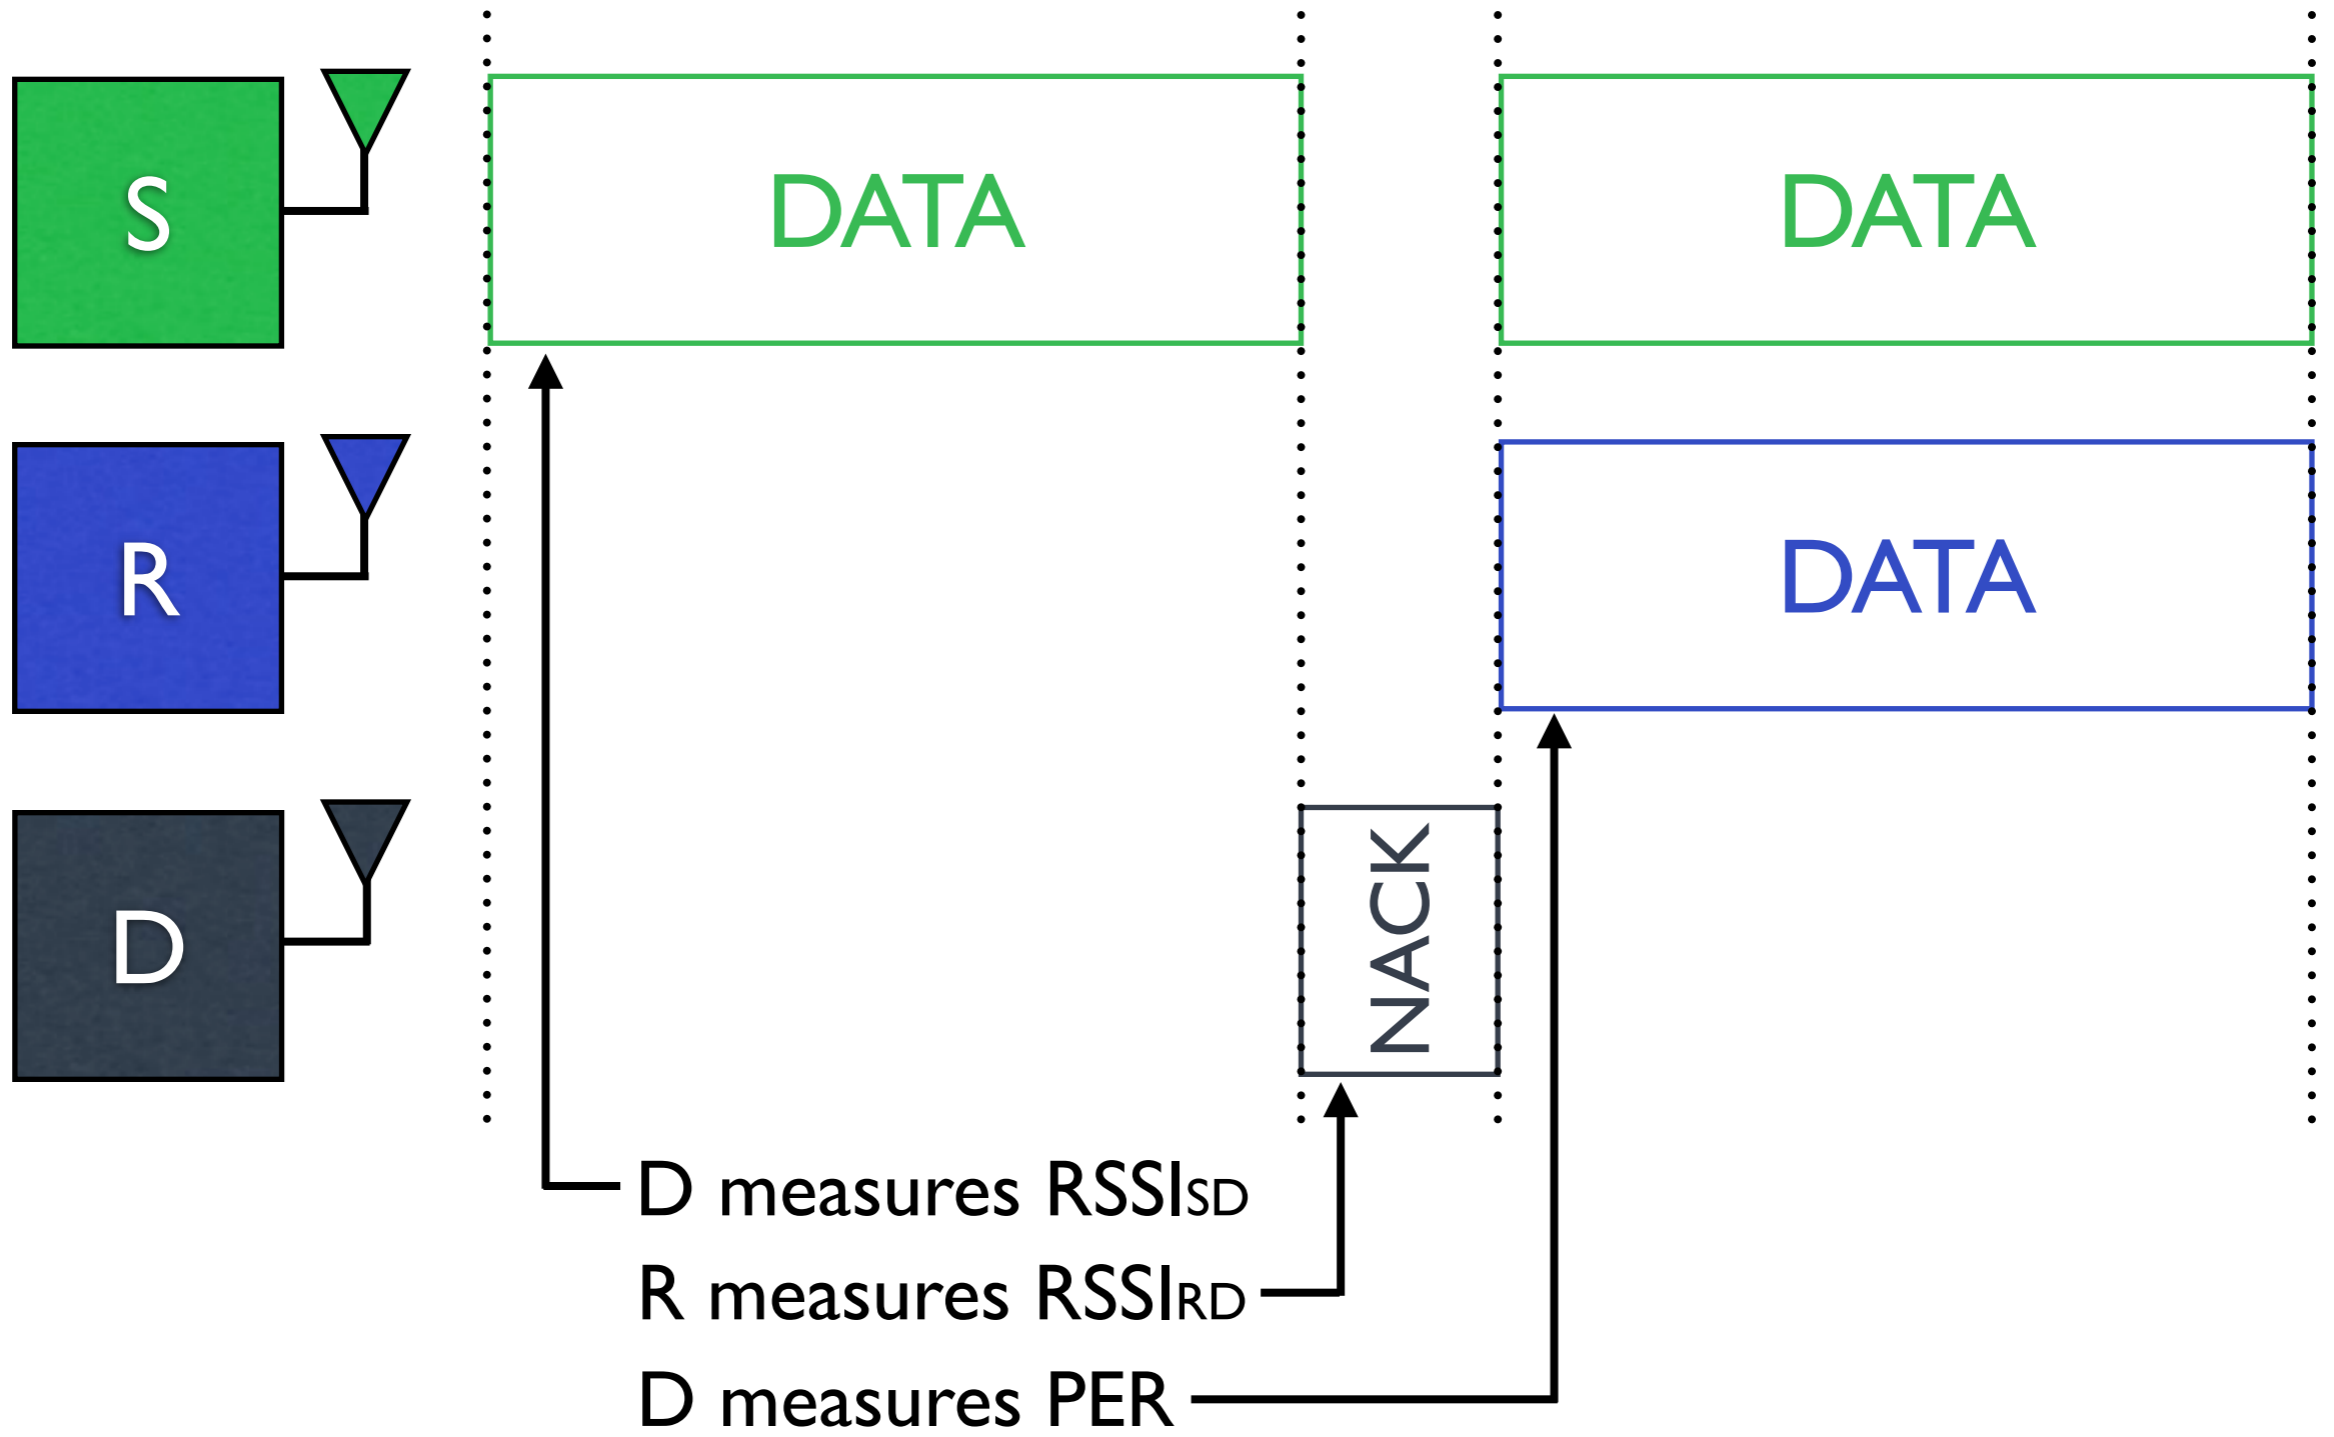 S
DATA
DATA
R
DATA
D
NACK
D measures RSSISD
R measures RSSIRD
D measures PER